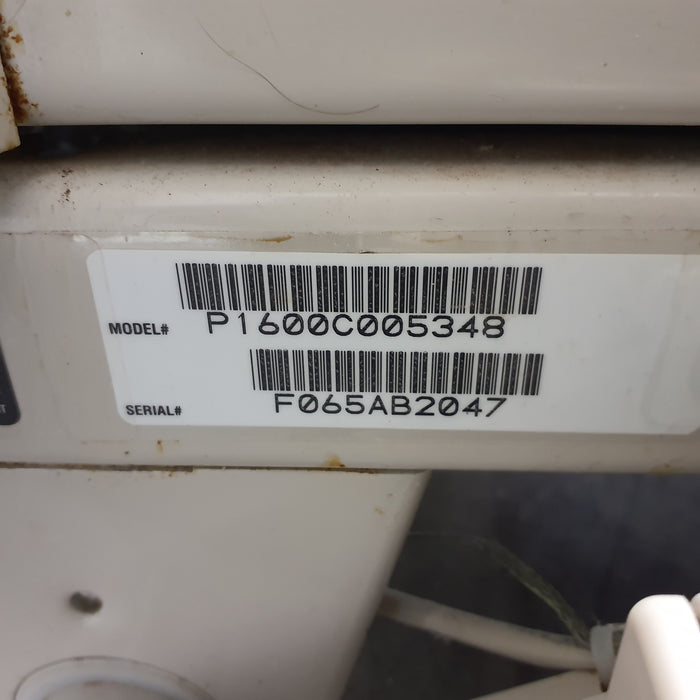 MODEL# P1600C005348
SERIAL# F065AB2047